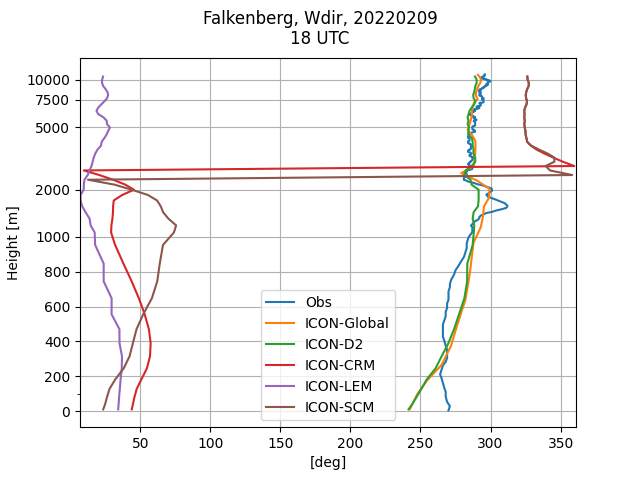 Falkenberg, Wdir, 20220209
18 UTC
Height [m]
10000
7500
5000
2000
1000
800
600
400
200
0
Obs
ICON-Global
ICON-D2
ICON-CRM
ICON-LEM
ICON-SCM
50
100
150
200
250
300
350
[deg]